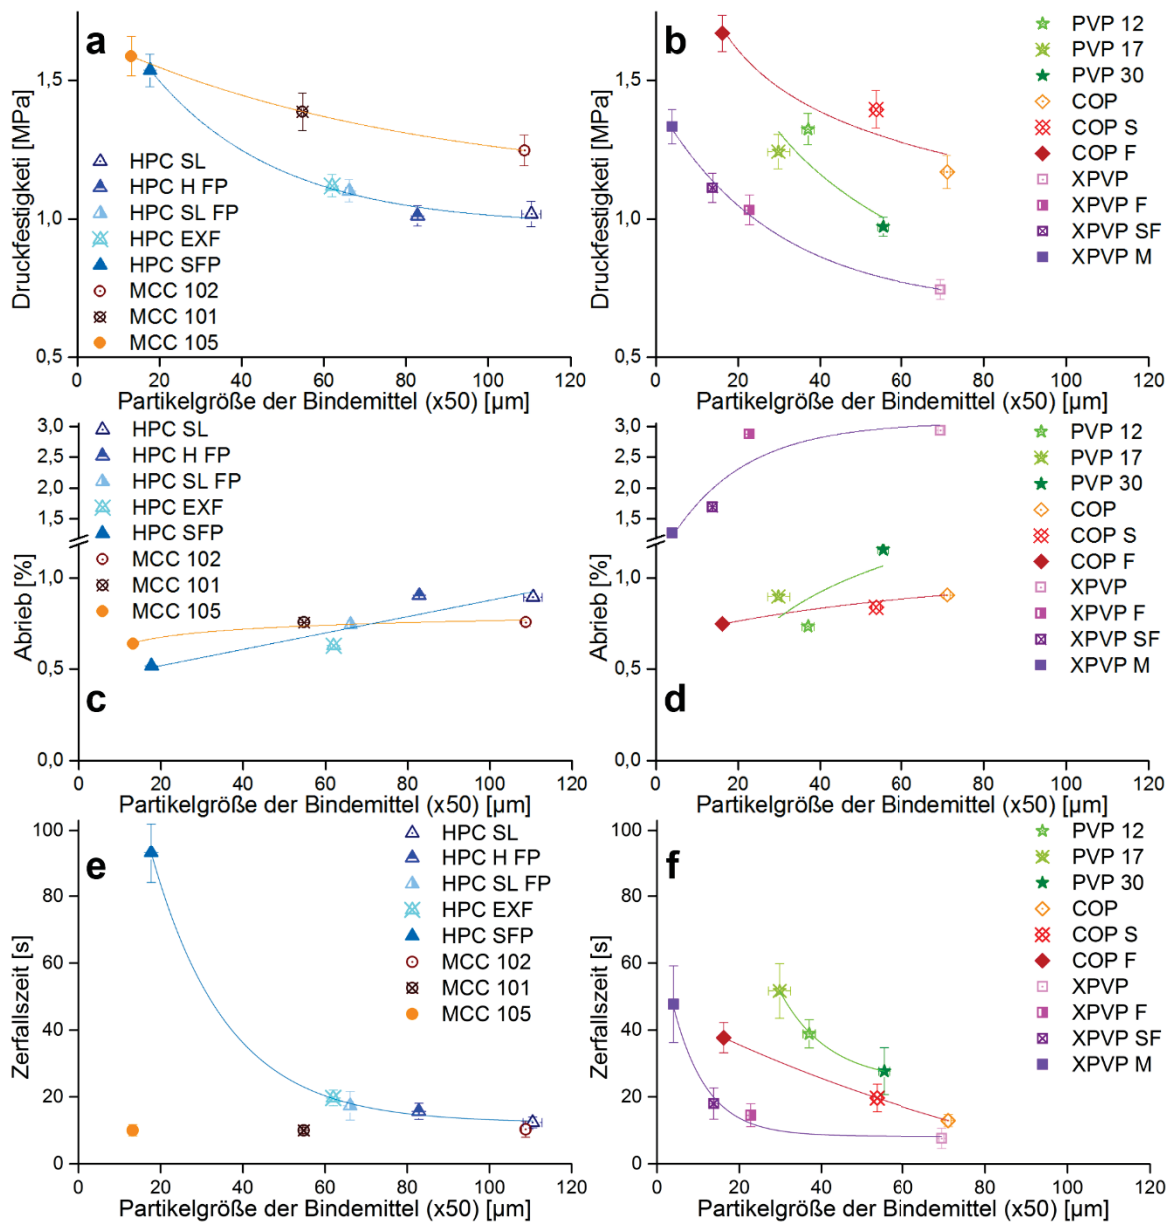 a
Druckfestigketi [MPa]
1,5
1,0
0,5
HPC SL
HPC H FP
HPC SL FP
HPC EXF
HPC SFP
MCC 102
MCC 101
MCC 105
0 20 40 60 80 100 120
Partikelgröße der Bindemittel (x50) [µm]
b
Druckfestigketi [MPa]
1,5
1,0
0,5
PVP 12
PVP 17
PVP 30
COP
COP S
COP F
XPVP
XPVP F
XPVP SF
XPVP M
0 20 40 60 80 100 120
Partikelgröße der Bindemittel (x50) [µm]
c
Abrieb [%]
3,0
2,5
2,0
1,5
1,0
0,5
0,0
HPC SL
HPC H FP
HPC SL FP
HPC EXF
HPC SFP
MCC 102
MCC 101
MCC 105
0 20 40 60 80 100 120
Partikelgröße der Bindemittel (x50) [µm]
d
Abrieb [%]
3,0
2,5
2,0
1,5
1,0
0,5
0,0
PVP 12
PVP 17
PVP 30
COP
COP S
COP F
XPVP
XPVP F
XPVP SF
XPVP M
0 20 40 60 80 100 120
Partikelgröße der Bindemittel (x50) [µm]
e
Zerfallszeit [s]
100
80
60
40
20
0
HPC SL
HPC H FP
HPC SL FP
HPC EXF
HPC SFP
MCC 102
MCC 101
MCC 105
0 20 40 60 80 100 120
Partikelgröße der Bindemittel (x50) [µm]
f
Zerfallszeit [s]
100
80
60
40
20
0
PVP 12
PVP 17
PVP 30
COP
COP S
COP F
XPVP
XPVP F
XPVP SF
XPVP M
0 20 40 60 80 100 120
Partikelgröße der Bindemittel (x50) [µm]